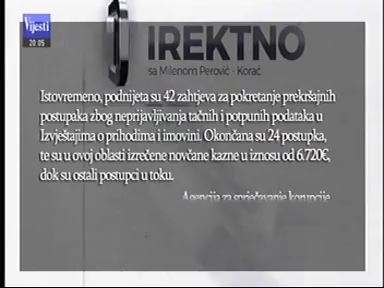 Vijesti
20:05
IREKTNO
sa Milenom Perović - Korać
Istovremeno, podnijeta su 42 zahtjeva za pokretanje prekršajnih
postupaka zbog neprijavljivanja tačnih i potpunih podataka u
Izvještajima o prihodima i imovini. Okončana su 24 postupka,
te su u ovoj oblasti izrečene novčane kazne u iznosu od 6.720€,
dok su ostali postupci u toku.
Agencija za sprječavanje korupcije